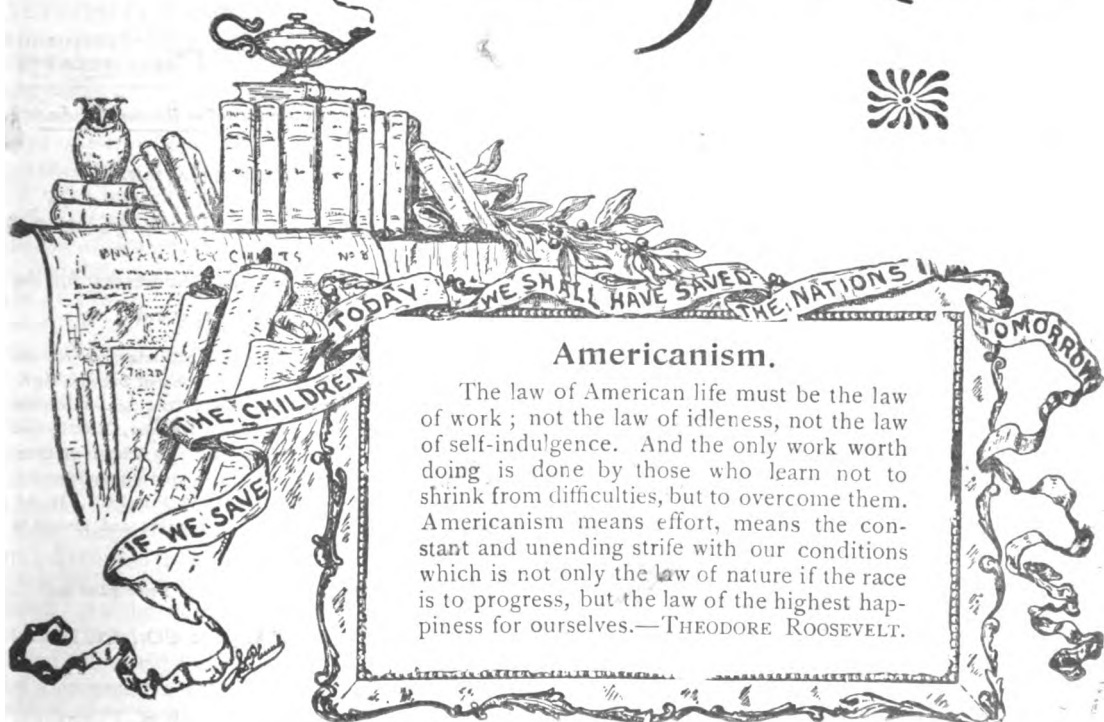 IF WE SAVE
THE CHILDREN
TODAY
WE SHALL HAVE SAVED
THE NATIONS
TOMORROW
CHARTS No 8
THIRD
Americanism.
The law of American life must be the law
of work ; not the law of idleness, not the law
of self-indulgence. And the only work worth
doing is done by those who learn not to
shrink from difficulties, but to overcome them.
Americanism means effort, means the con-
stant and unending strife with our conditions
which is not only the law of nature if the race
is to progress, but the law of the highest hap-
piness for ourselves.—THEODORE ROOSEVELT.